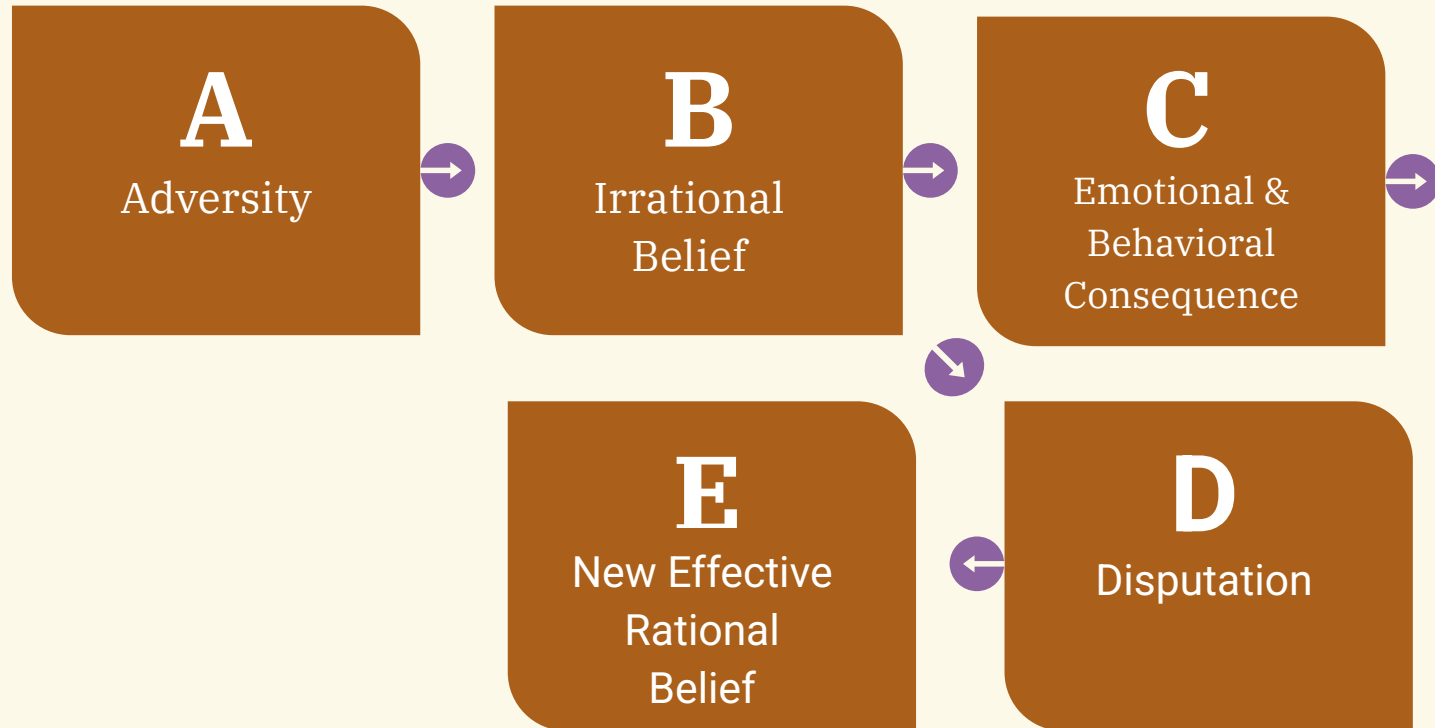 A
Adversity
B
Irrational
Belief
C
Emotional &
Behavioral
Consequence
D
Disputation
E
New Effective
Rational
Belief